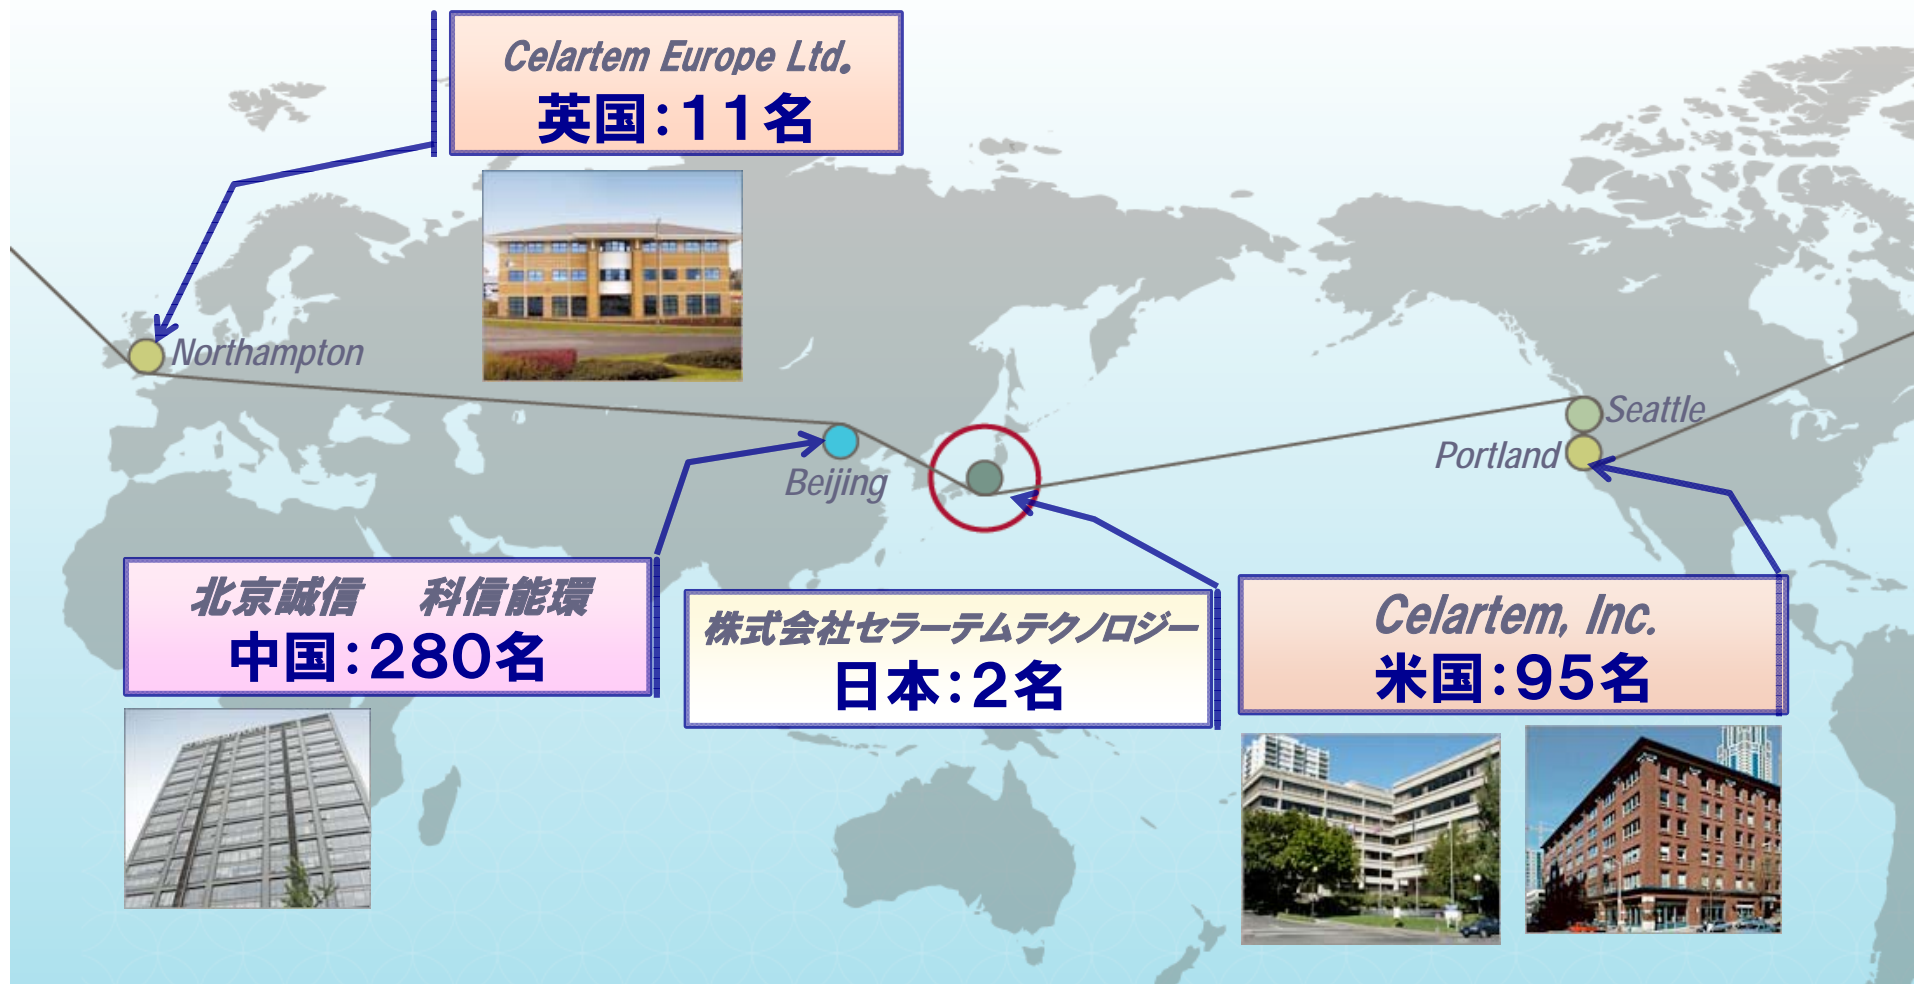 Celartem Europe Ltd.
英国：11名
Northampton
Seattle
Portland
Beijing
北京誠信　科信能環
中国：280名
株式会社セラーテムテクノロジー
日本：2名
Celartem, Inc.
米国：95名